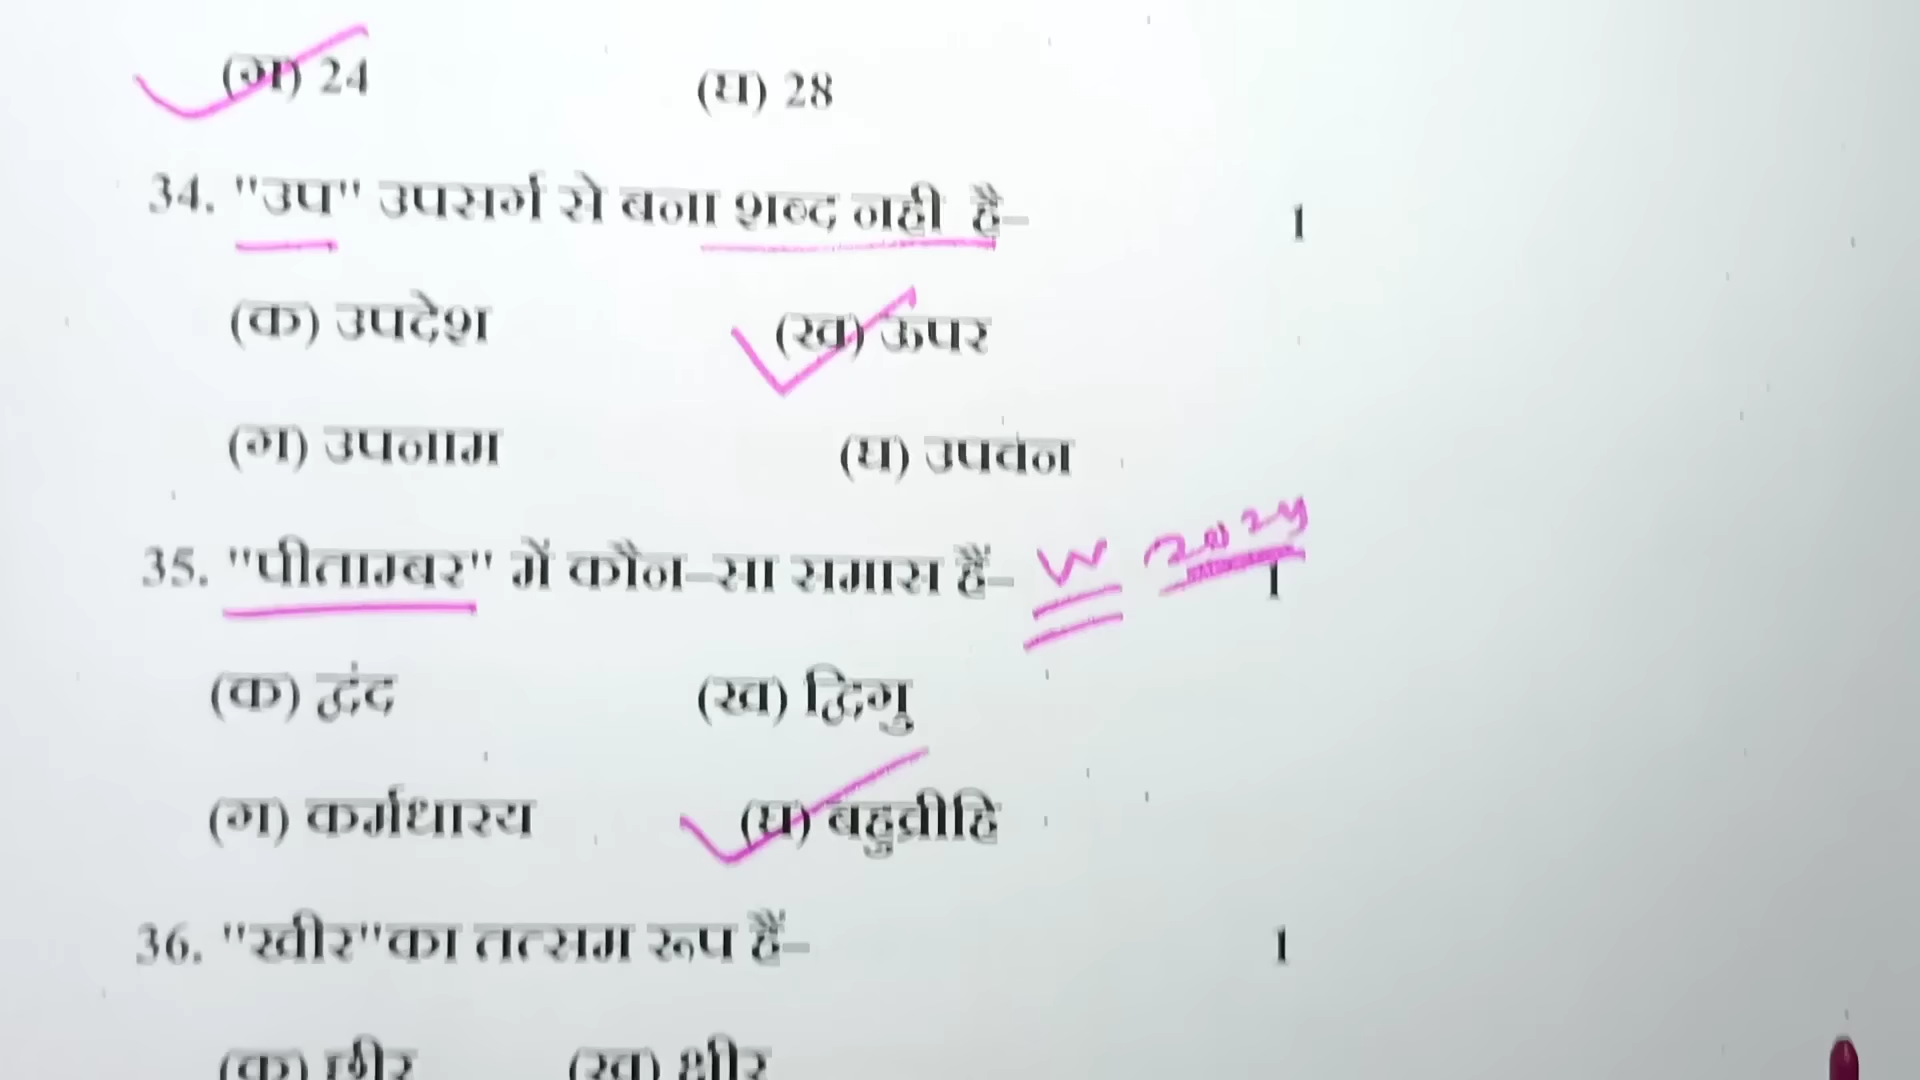 (ग) 24 (घ) 28
34. "उप" उपसर्ग से बना शब्द नही है– 1
(क) उपदेश (ख) ऊपर
(ग) उपनाम (घ) उपवन
35. "पीताम्बर" में कौन–सा समास हैं– W 2024 1
(क) द्वंद (ख) द्विगु
(ग) कर्मधारय (घ) बहुव्रीहि
36. "खीर"का तत्सम रूप हैं– 1
(क) छीर (ख) क्षीर